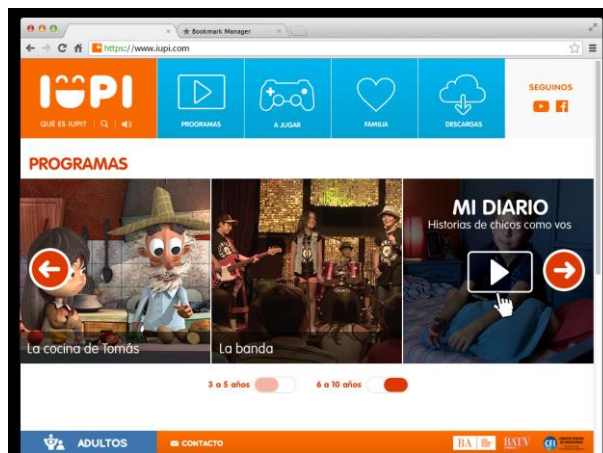 Bookmark Manager
https://www.iupi.com
IUPI
QUÉ ES IUPI?
PROGRAMAS
A JUGAR
FAMILIA
DESCARGAS
SEGUINOS
PROGRAMAS
MI DIARIO
Historias de chicos como vos
La cocina de Tomás
La banda
3 a 5 años
6 a 10 años
ADULTOS
CONTACTO
BA
BATV
CFI